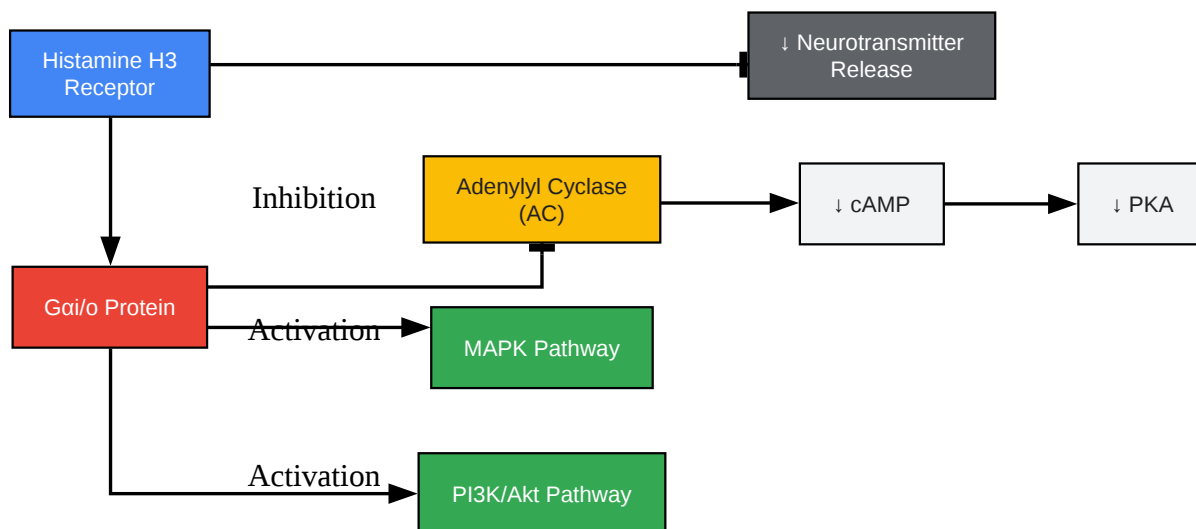 Histamine H3
Receptor
↓ Neurotransmitter
Release
Inhibition
Adenylyl Cyclase
(AC)
↓ cAMP
↓ PKA
Gαi/o Protein
Activation
MAPK Pathway
Activation
PI3K/Akt Pathway